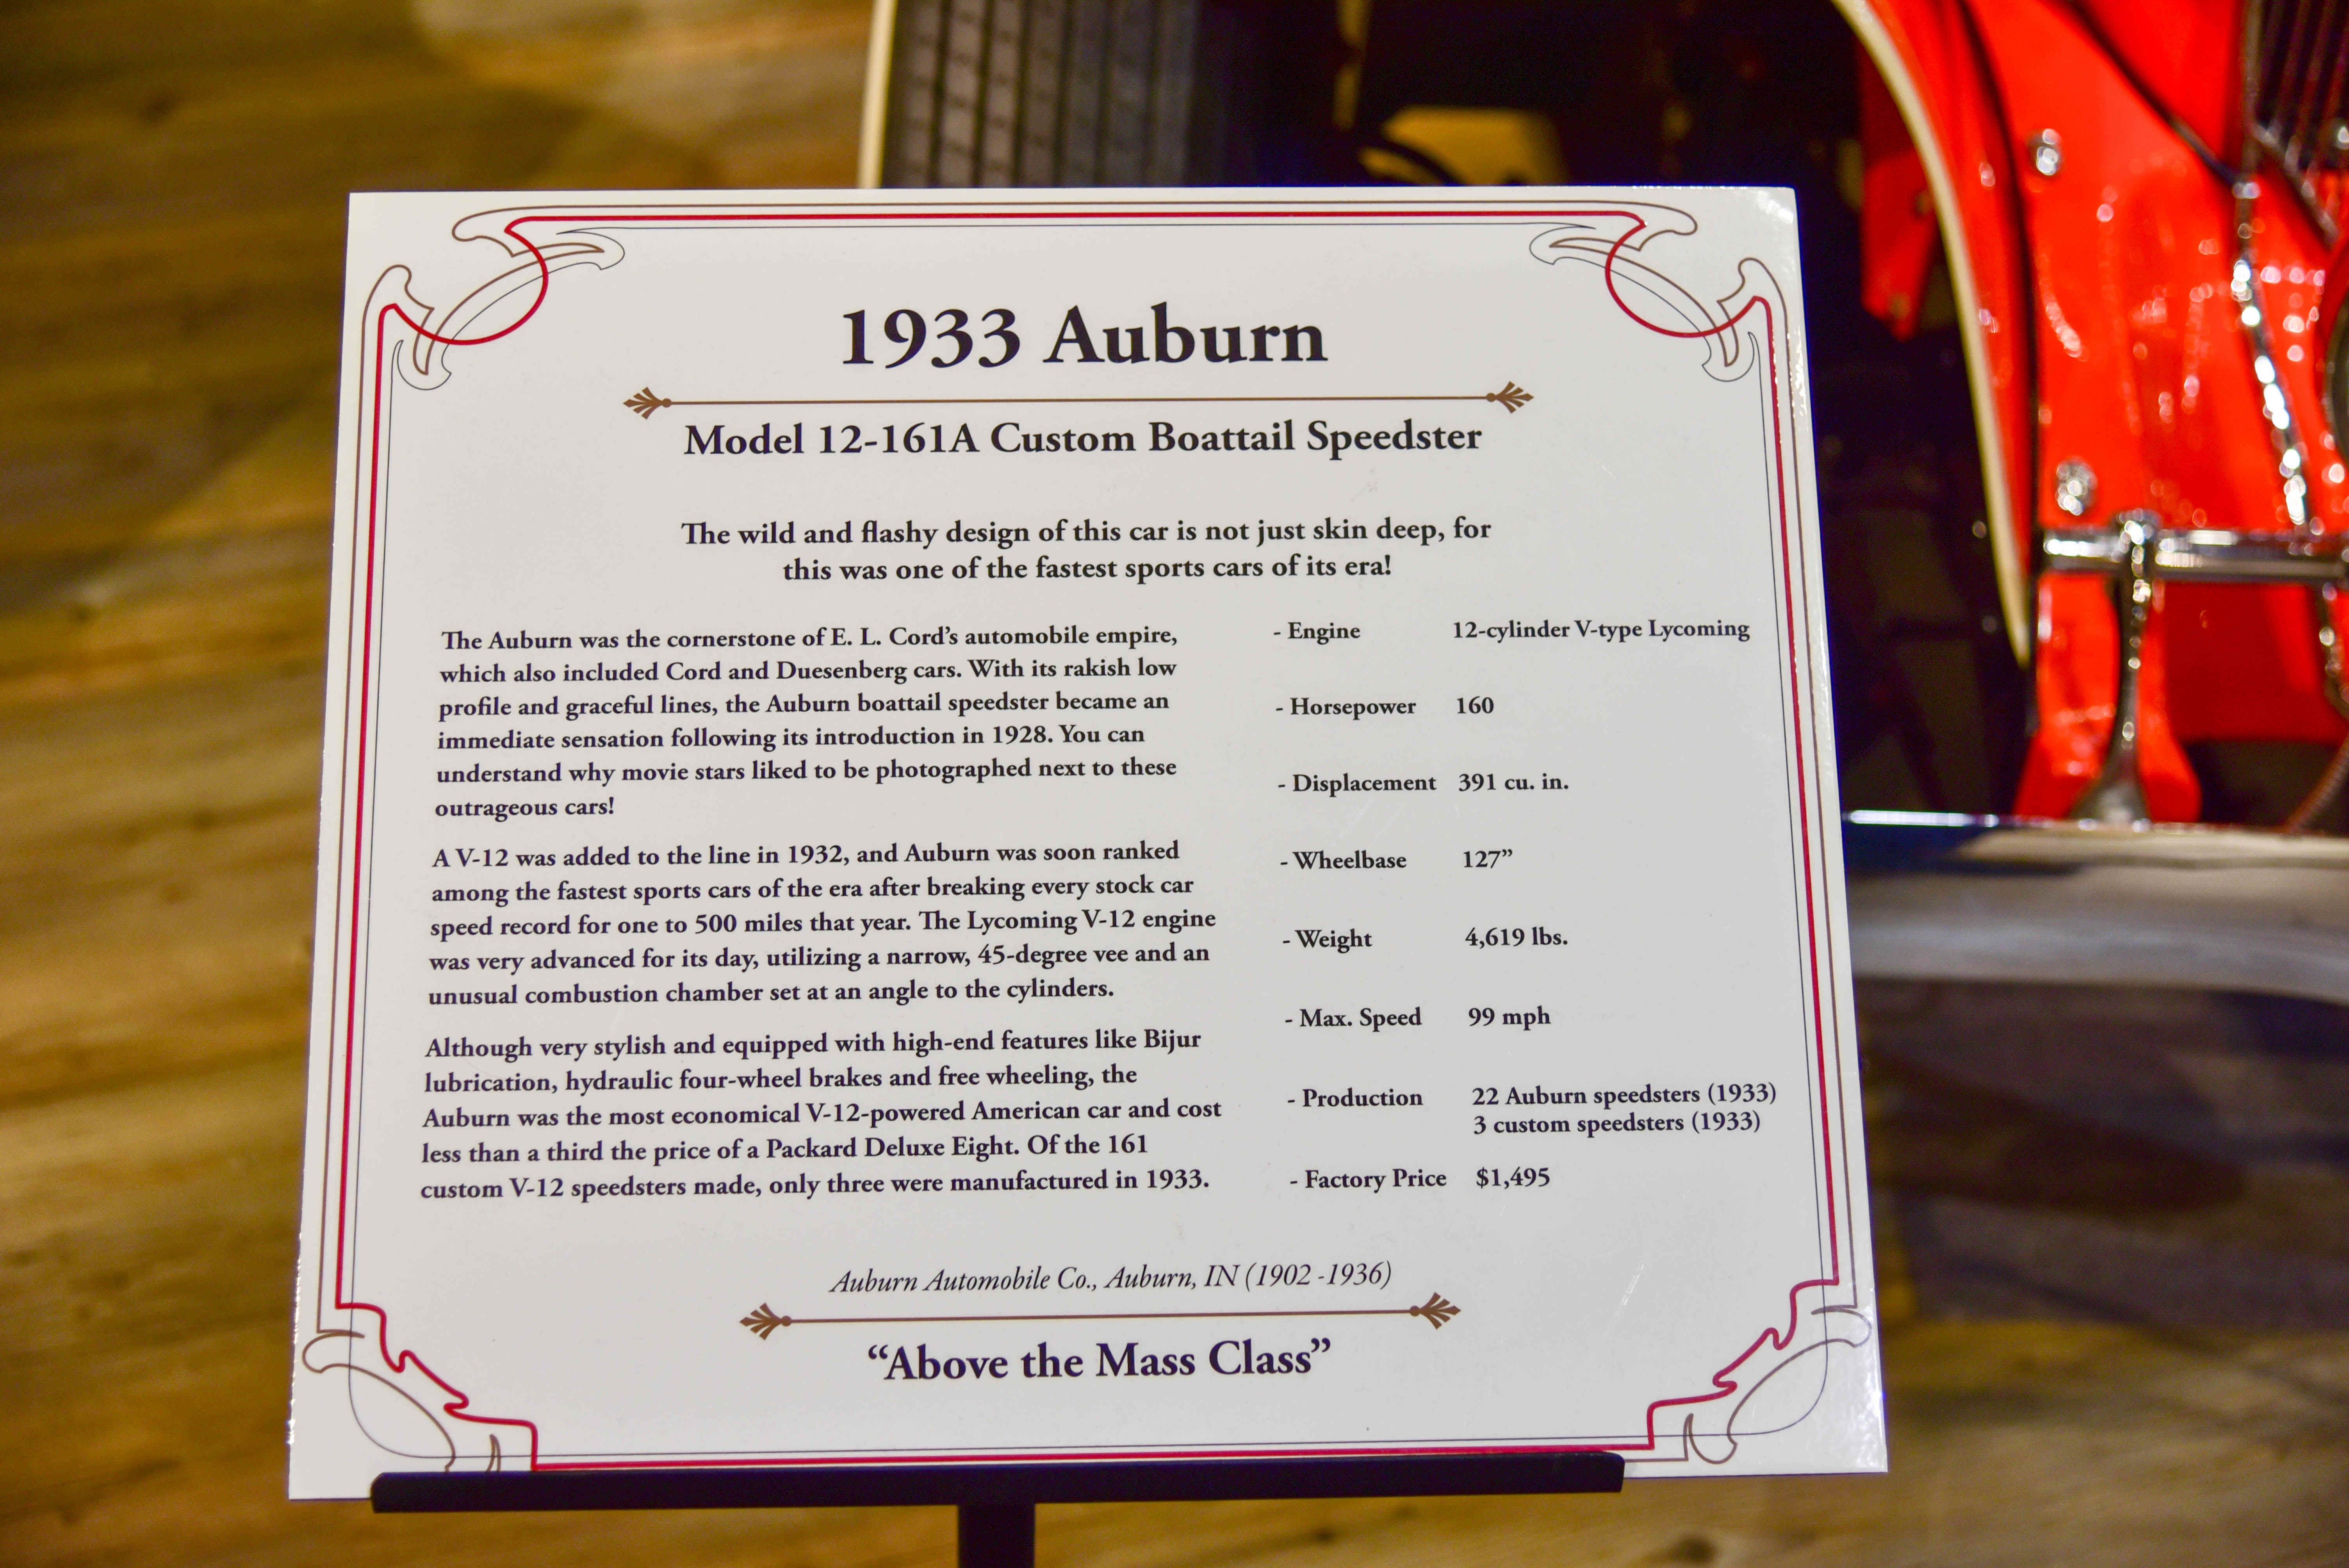 1933 Auburn
Model 12-161A Custom Boattail Speedster
The wild and flashy design of this car is not just skin deep, for
this was one of the fastest sports cars of its era!
The Auburn was the cornerstone of E. L. Cord’s automobile empire,
which also included Cord and Duesenberg cars. With its rakish low
profile and graceful lines, the Auburn boattail speedster became an
immediate sensation following its introduction in 1928. You can
understand why movie stars liked to be photographed next to these
outrageous cars!
A V-12 was added to the line in 1932, and Auburn was soon ranked
among the fastest sports cars of the era after breaking every stock car
speed record for one to 500 miles that year. The Lycoming V-12 engine
was very advanced for its day, utilizing a narrow, 45-degree vee and an
unusual combustion chamber set at an angle to the cylinders.
Although very stylish and equipped with high-end features like Bijur
lubrication, hydraulic four-wheel brakes and free wheeling, the
Auburn was the most economical V-12-powered American car and cost
less than a third the price of a Packard Deluxe Eight. Of the 161
custom V-12 speedsters made, only three were manufactured in 1933.
- Engine 12-cylinder V-type Lycoming
- Horsepower 160
- Displacement 391 cu. in.
- Wheelbase 127”
- Weight 4,619 lbs.
- Max. Speed 99 mph
- Production 22 Auburn speedsters (1933)
3 custom speedsters (1933)
- Factory Price $1,495
Auburn Automobile Co., Auburn, IN (1902 -1936)
“Above the Mass Class”